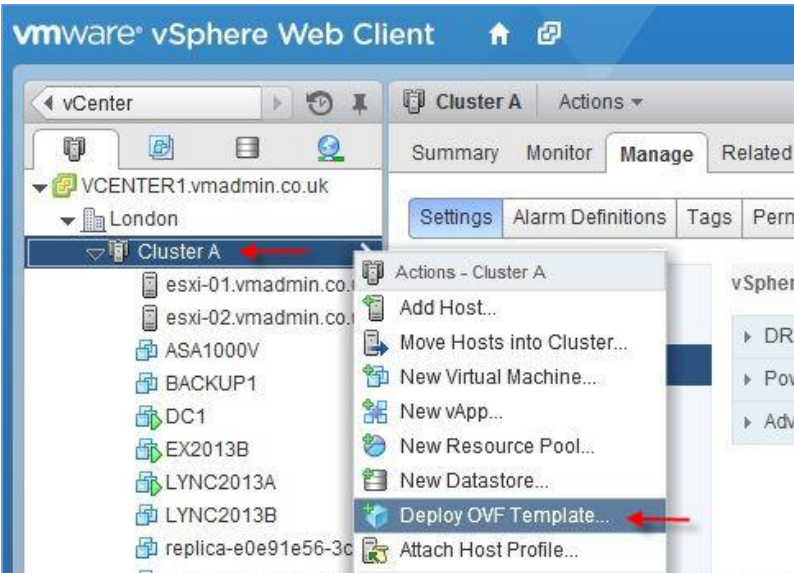 vmware® vSphere Web Client
vCenter
Cluster A Actions
Summary Monitor Manage Related
VCENTER1.vmadmin.co.uk
London
Settings Alarm Definitions Tags Perm
Cluster A
Actions - Cluster A
esxi-01.vmadmin.co.
vSpher
Add Host...
esxi-02.vmadmin.co.
DR
Move Hosts into Cluster...
ASA1000V
New Virtual Machine...
Pov
BACKUP1
New vApp...
Adv
DC1
New Resource Pool...
EX2013B
New Datastore...
LYNC2013A
Deploy OVF Template...
LYNC2013B
Attach Host Profile...
replica-e0e91e56-3c